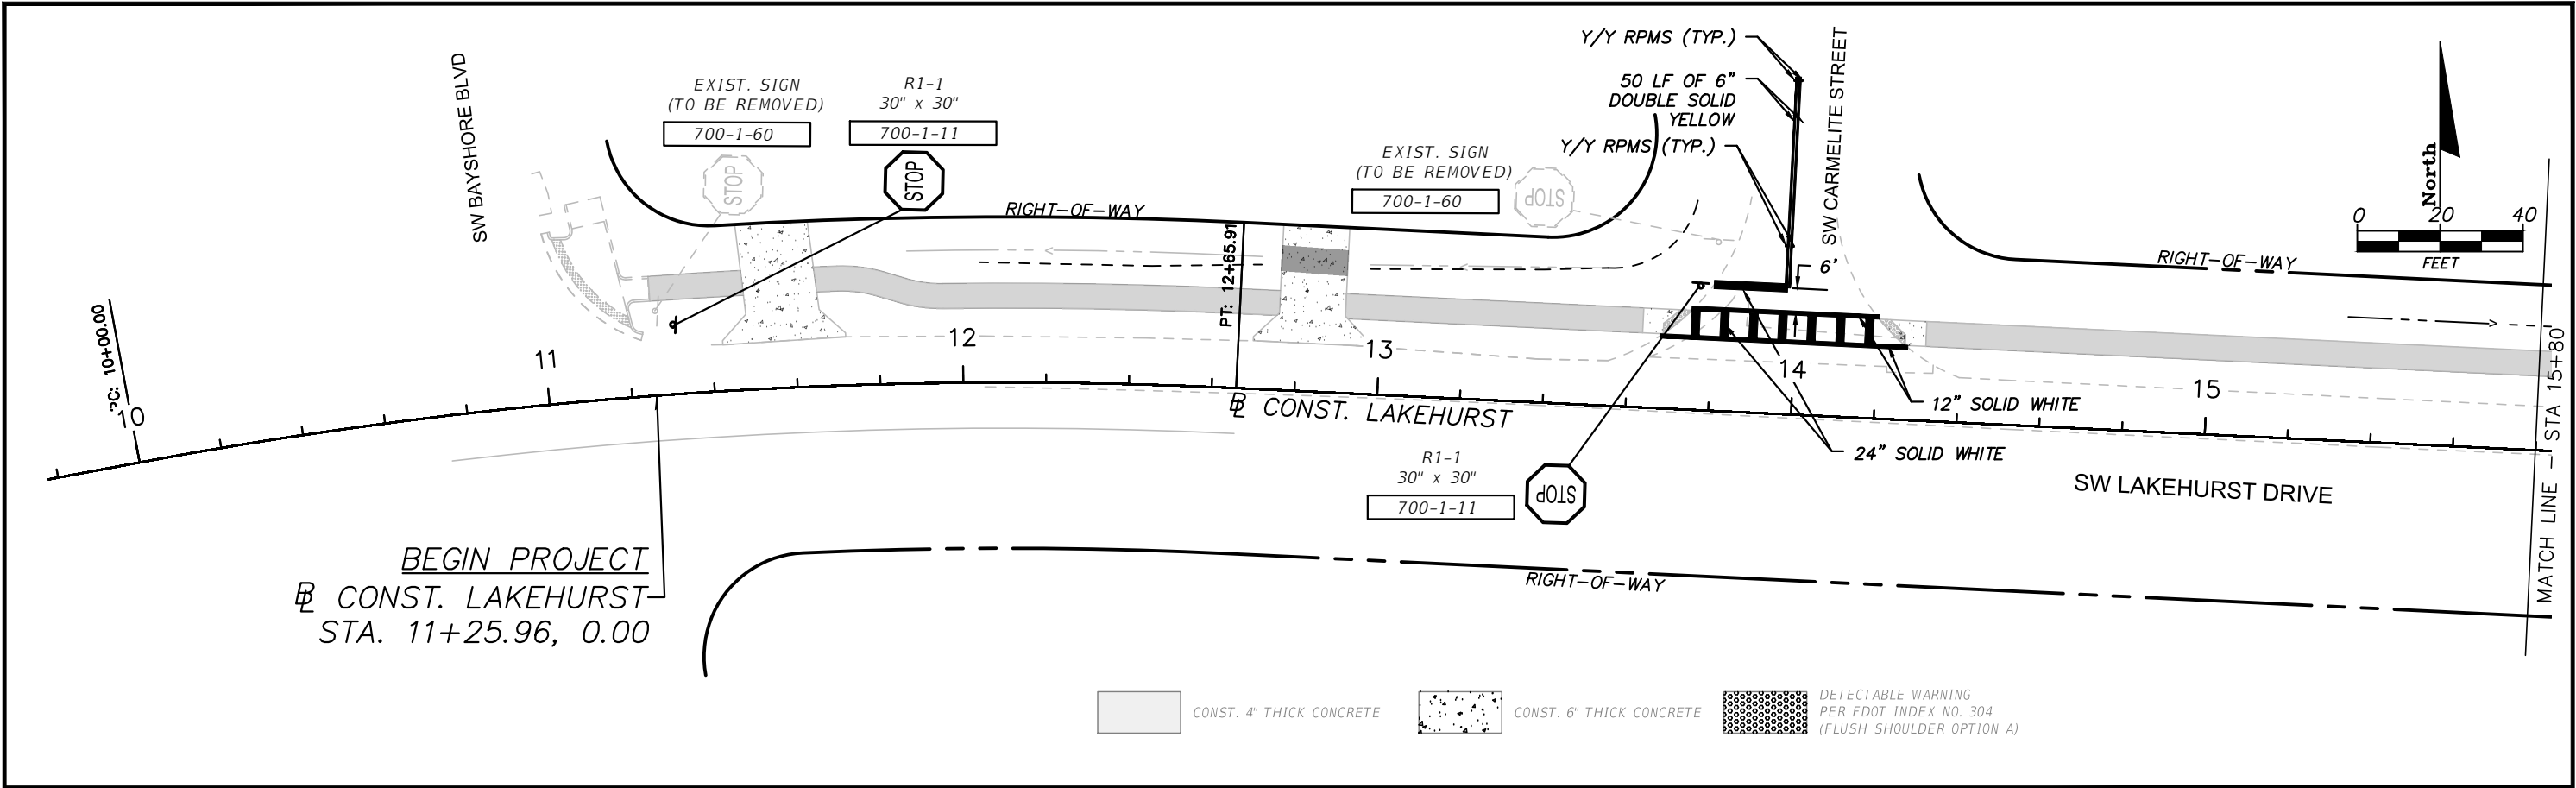 SW BAYSHORE BLVD
EXIST. SIGN
(TO BE REMOVED)
700-1-60
R1-1
30" x 30"
700-1-11
STOP
STOP
RIGHT-OF-WAY
EXIST. SIGN
(TO BE REMOVED)
700-1-60
STOP
Y/Y RPMS (TYP.)
50 LF OF 6"
DOUBLE SOLID
YELLOW
Y/Y RPMS (TYP.)
SW CARMELITE STREET
6'
RIGHT-OF-WAY
North
0 20 40
FEET
PC: 10+00.00
10
11
12
PT: 12+65.91
13
14
15
12" SOLID WHITE
24" SOLID WHITE
MATCH LINE - STA 15+80
BL CONST. LAKEHURST
R1-1
30" x 30"
700-1-11
STOP
SW LAKEHURST DRIVE
BEGIN PROJECT
BL CONST. LAKEHURST
STA. 11+25.96, 0.00
RIGHT-OF-WAY
CONST. 4" THICK CONCRETE
CONST. 6" THICK CONCRETE
DETECTABLE WARNING
PER FDOT INDEX NO. 304
(FLUSH SHOULDER OPTION A)